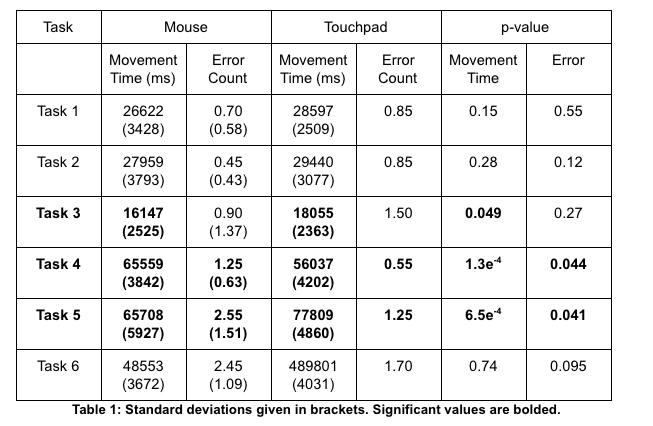 Task Mouse Touchpad p-value
Movement Time (ms) Error Count Movement Time (ms) Error Count Movement Time Error
Task 1 26622 (3428) 0.70 (0.58) 28597 (2509) 0.85 0.15 0.55
Task 2 27959 (3793) 0.45 (0.43) 29440 (3077) 0.85 0.28 0.12
Task 3 16147 (2525) 0.90 (1.37) 18055 (2363) 1.50 0.049 0.27
Task 4 65559 (3842) 1.25 (0.63) 56037 (4202) 0.55 1.3e⁻⁴ 0.044
Task 5 65708 (5927) 2.55 (1.51) 77809 (4860) 1.25 6.5e⁻⁴ 0.041
Task 6 48553 (3672) 2.45 (1.09) 489801 (4031) 1.70 0.74 0.095
Table 1: Standard deviations given in brackets. Significant values are bolded.